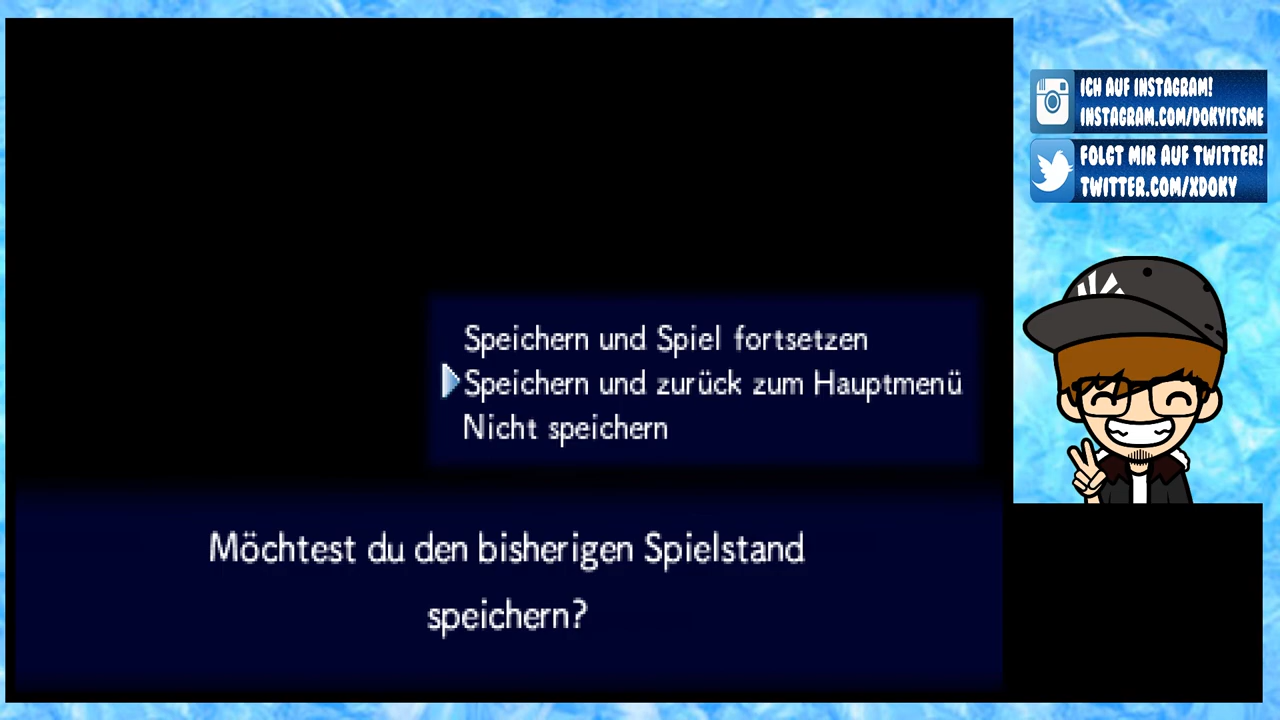 ICH AUF INSTAGRAM!
INSTAGRAM.COM/DOKYITSME
FOLGT MIR AUF TWITTER!
TWITTER.COM/XDOKY
Speichern und Spiel fortsetzen
Speichern und zurück zum Hauptmenü
Nicht speichern
Möchtest du den bisherigen Spielstand
speichern?